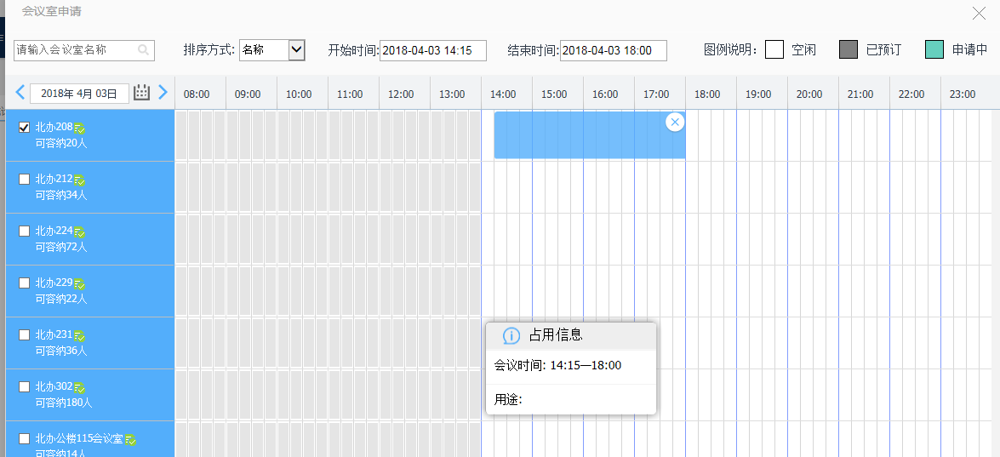 会议室申请
请输入会议室名称 排序方式: 名称 开始时间: 2018-04-03 14:15 结束时间: 2018-04-03 18:00 图例说明： 空闲 已预订 申请中
2018年 4月 03日 08:00 09:00 10:00 11:00 12:00 13:00 14:00 15:00 16:00 17:00 18:00 19:00 20:00 21:00 22:00 23:00
北办208
可容纳20人
北办212
可容纳34人
北办224
可容纳72人
北办229
可容纳22人
北办231
可容纳36人
占用信息
会议时间: 14:15—18:00
北办302
可容纳180人
用途:
北办公楼115会议室
可容纳14人